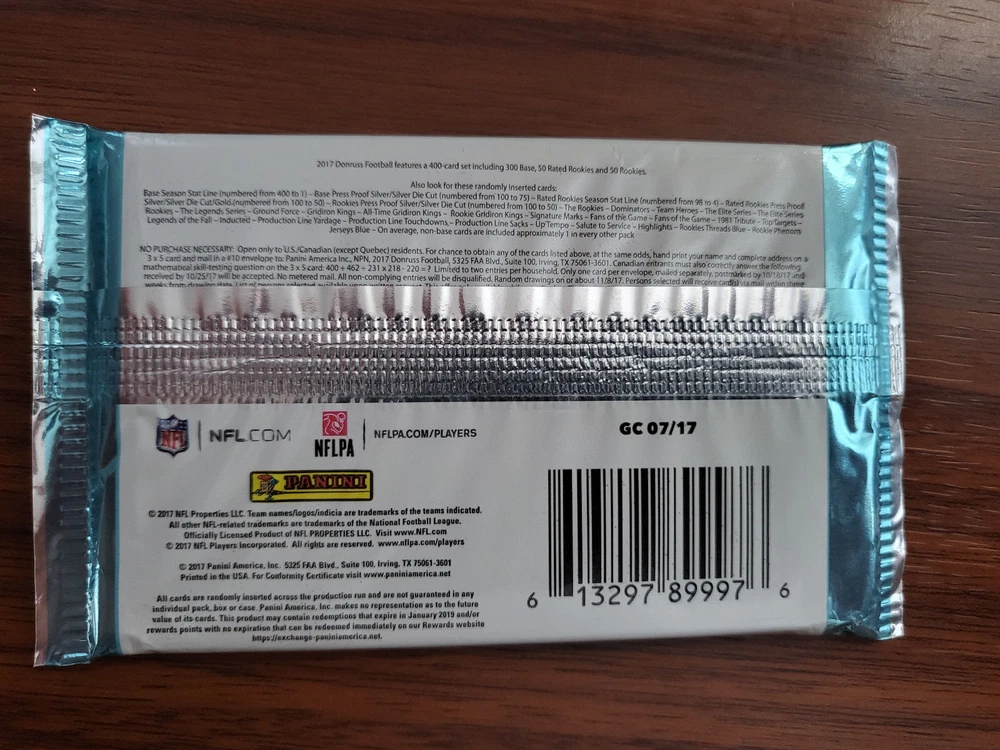 2017 Donruss Football features a 400-card set including 300 Base, 50 Rated Rookies and 50 Rookies.
Also look for these randomly inserted cards:
Base Season Stat Line (numbered from 400 to 1) – Base Press Proof Silver/Silver Die Cut (numbered from 100 to 75) – Rated Rookies Season Stat Line (numbered from 98 to 4) – Rated Rookies Press Proof
Silver/Silver Die Cut/Gold (numbered from 100 to 50) – Rookies Press Proof Silver/Silver Die Cut (numbered from 100 to 50) – The Rookies – Dominators – Team Heroes – The Elite Series – The Elite Series
Rookies – The Legends Series – Ground Force – Gridiron Kings – All-Time Gridiron Kings – Rookie Gridiron Kings – Signature Marks – Fans of the Game – Fans of the Game – 1981 Tribute – Top Targets –
Legends of the Fall – Inducted – Production Line Yardage – Production Line Touchdowns – Production Line Sacks – Up Tempo – Salute to Service – Highlights – Rookies Threads Blue – Rookie Phenoms
Jerseys Blue – On average, non-base cards are included approximately 1 in every other pack
NO PURCHASE NECESSARY: Open only to U.S./Canadian (except Quebec) residents. For chance to obtain any of the cards listed above, at the same odds, hand print your name and complete address on a
3 x 5 card and mail in a #10 envelope to: Panini America Inc., NPN, 2017 Donruss Football, 5325 FAA Blvd., Suite 100, Irving, TX 75061-3601. Canadian entrants must also correctly answer the following
mathematical skill-testing question on the 3 x 5 card: 400 + 462 + 231 x 218 - 220 = ? Limited to two entries per household. Only one card per envelope, mailed separately, postmarked by 10/18/17 and
received by 10/25/17 will be accepted. No metered mail. All non-complying entries will be disqualified. Random drawings on or about 11/8/17. Persons selected will receive card(s) via mail within three
weeks from drawing date.
NFL
NFL.COM
NFLPA
NFLPA.COM/PLAYERS
GC 07/17
PANINI
© 2017 NFL Properties LLC. Team names/logos/indicia are trademarks of the teams indicated.
All other NFL-related trademarks are trademarks of the National Football League.
Officially Licensed Product of NFL PROPERTIES LLC. Visit www.NFL.com
© 2017 NFL Players Incorporated. All rights are reserved. www.nflpa.com/players
© 2017 Panini America, Inc. 5325 FAA Blvd., Suite 100, Irving, TX 75061-3601
Printed in the USA. For Conformity Certificate visit www.paniniamerica.net
All cards are randomly inserted across the production run and are not guaranteed in any
individual pack, box or case. Panini America, Inc. makes no representation as to the future
value of its cards. This product may contain redemptions that expire in January 2019 and/or
rewards points with no expiration that can be redeemed immediately on our Rewards website
https://exchange-paniniamerica.net.
6 13297 89997 6